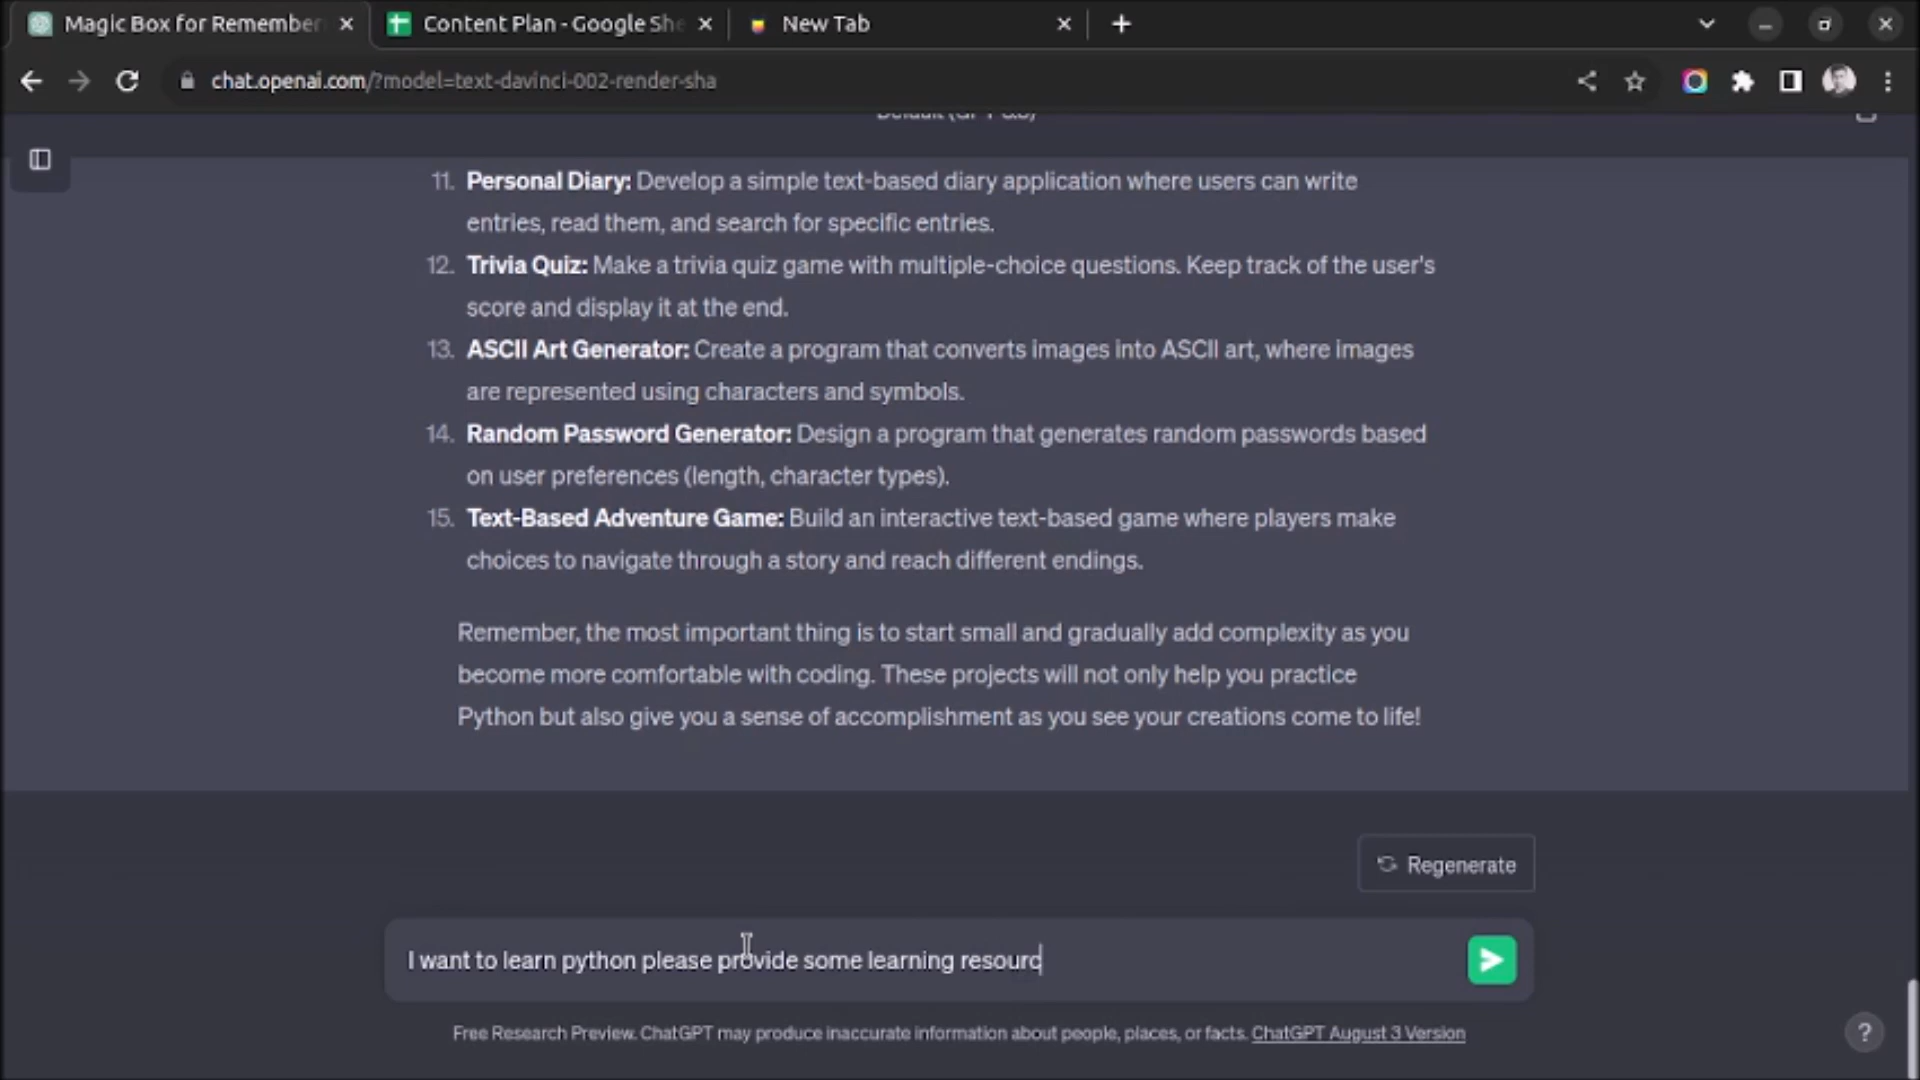 Magic Box for Remember
Content Plan - Google She
New Tab
chat.openai.com/?model=text-davinci-002-render-sha
11. Personal Diary: Develop a simple text-based diary application where users can write
entries, read them, and search for specific entries.
12. Trivia Quiz: Make a trivia quiz game with multiple-choice questions. Keep track of the user's
score and display it at the end.
13. ASCII Art Generator: Create a program that converts images into ASCII art, where images
are represented using characters and symbols.
14. Random Password Generator: Design a program that generates random passwords based
on user preferences (length, character types).
15. Text-Based Adventure Game: Build an interactive text-based game where players make
choices to navigate through a story and reach different endings.
Remember, the most important thing is to start small and gradually add complexity as you
become more comfortable with coding. These projects will not only help you practice
Python but also give you a sense of accomplishment as you see your creations come to life!
Regenerate
I want to learn python please provide some learning resourc
Free Research Preview. ChatGPT may produce inaccurate information about people, places, or facts. ChatGPT August 3 Version
?